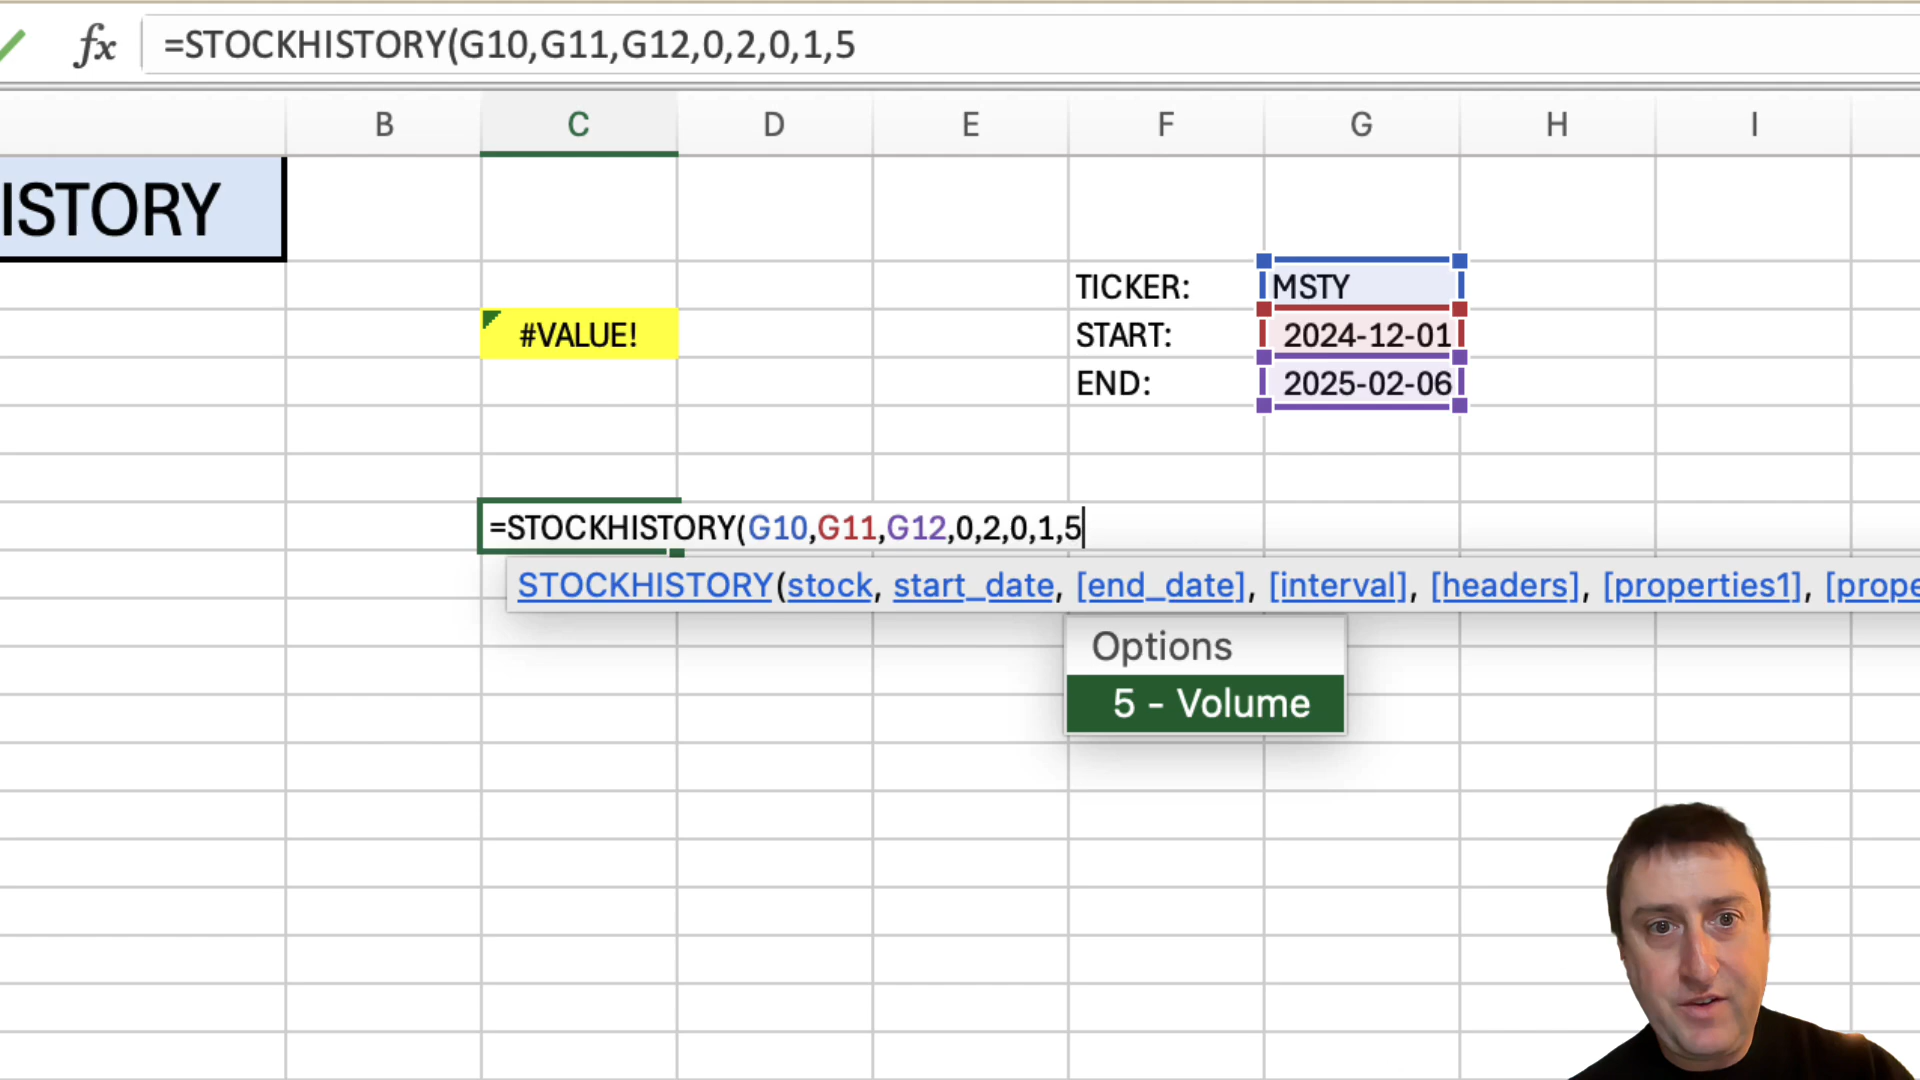 fx =STOCKHISTORY(G10,G11,G12,0,2,0,1,5
B C D E F G H I
ISTORY
TICKER: MSTY
#VALUE! START: 2024-12-01
END: 2025-02-06
=STOCKHISTORY(G10,G11,G12,0,2,0,1,5
STOCKHISTORY(stock, start_date, [end_date], [interval], [headers], [properties1], [prope
Options
5 - Volume